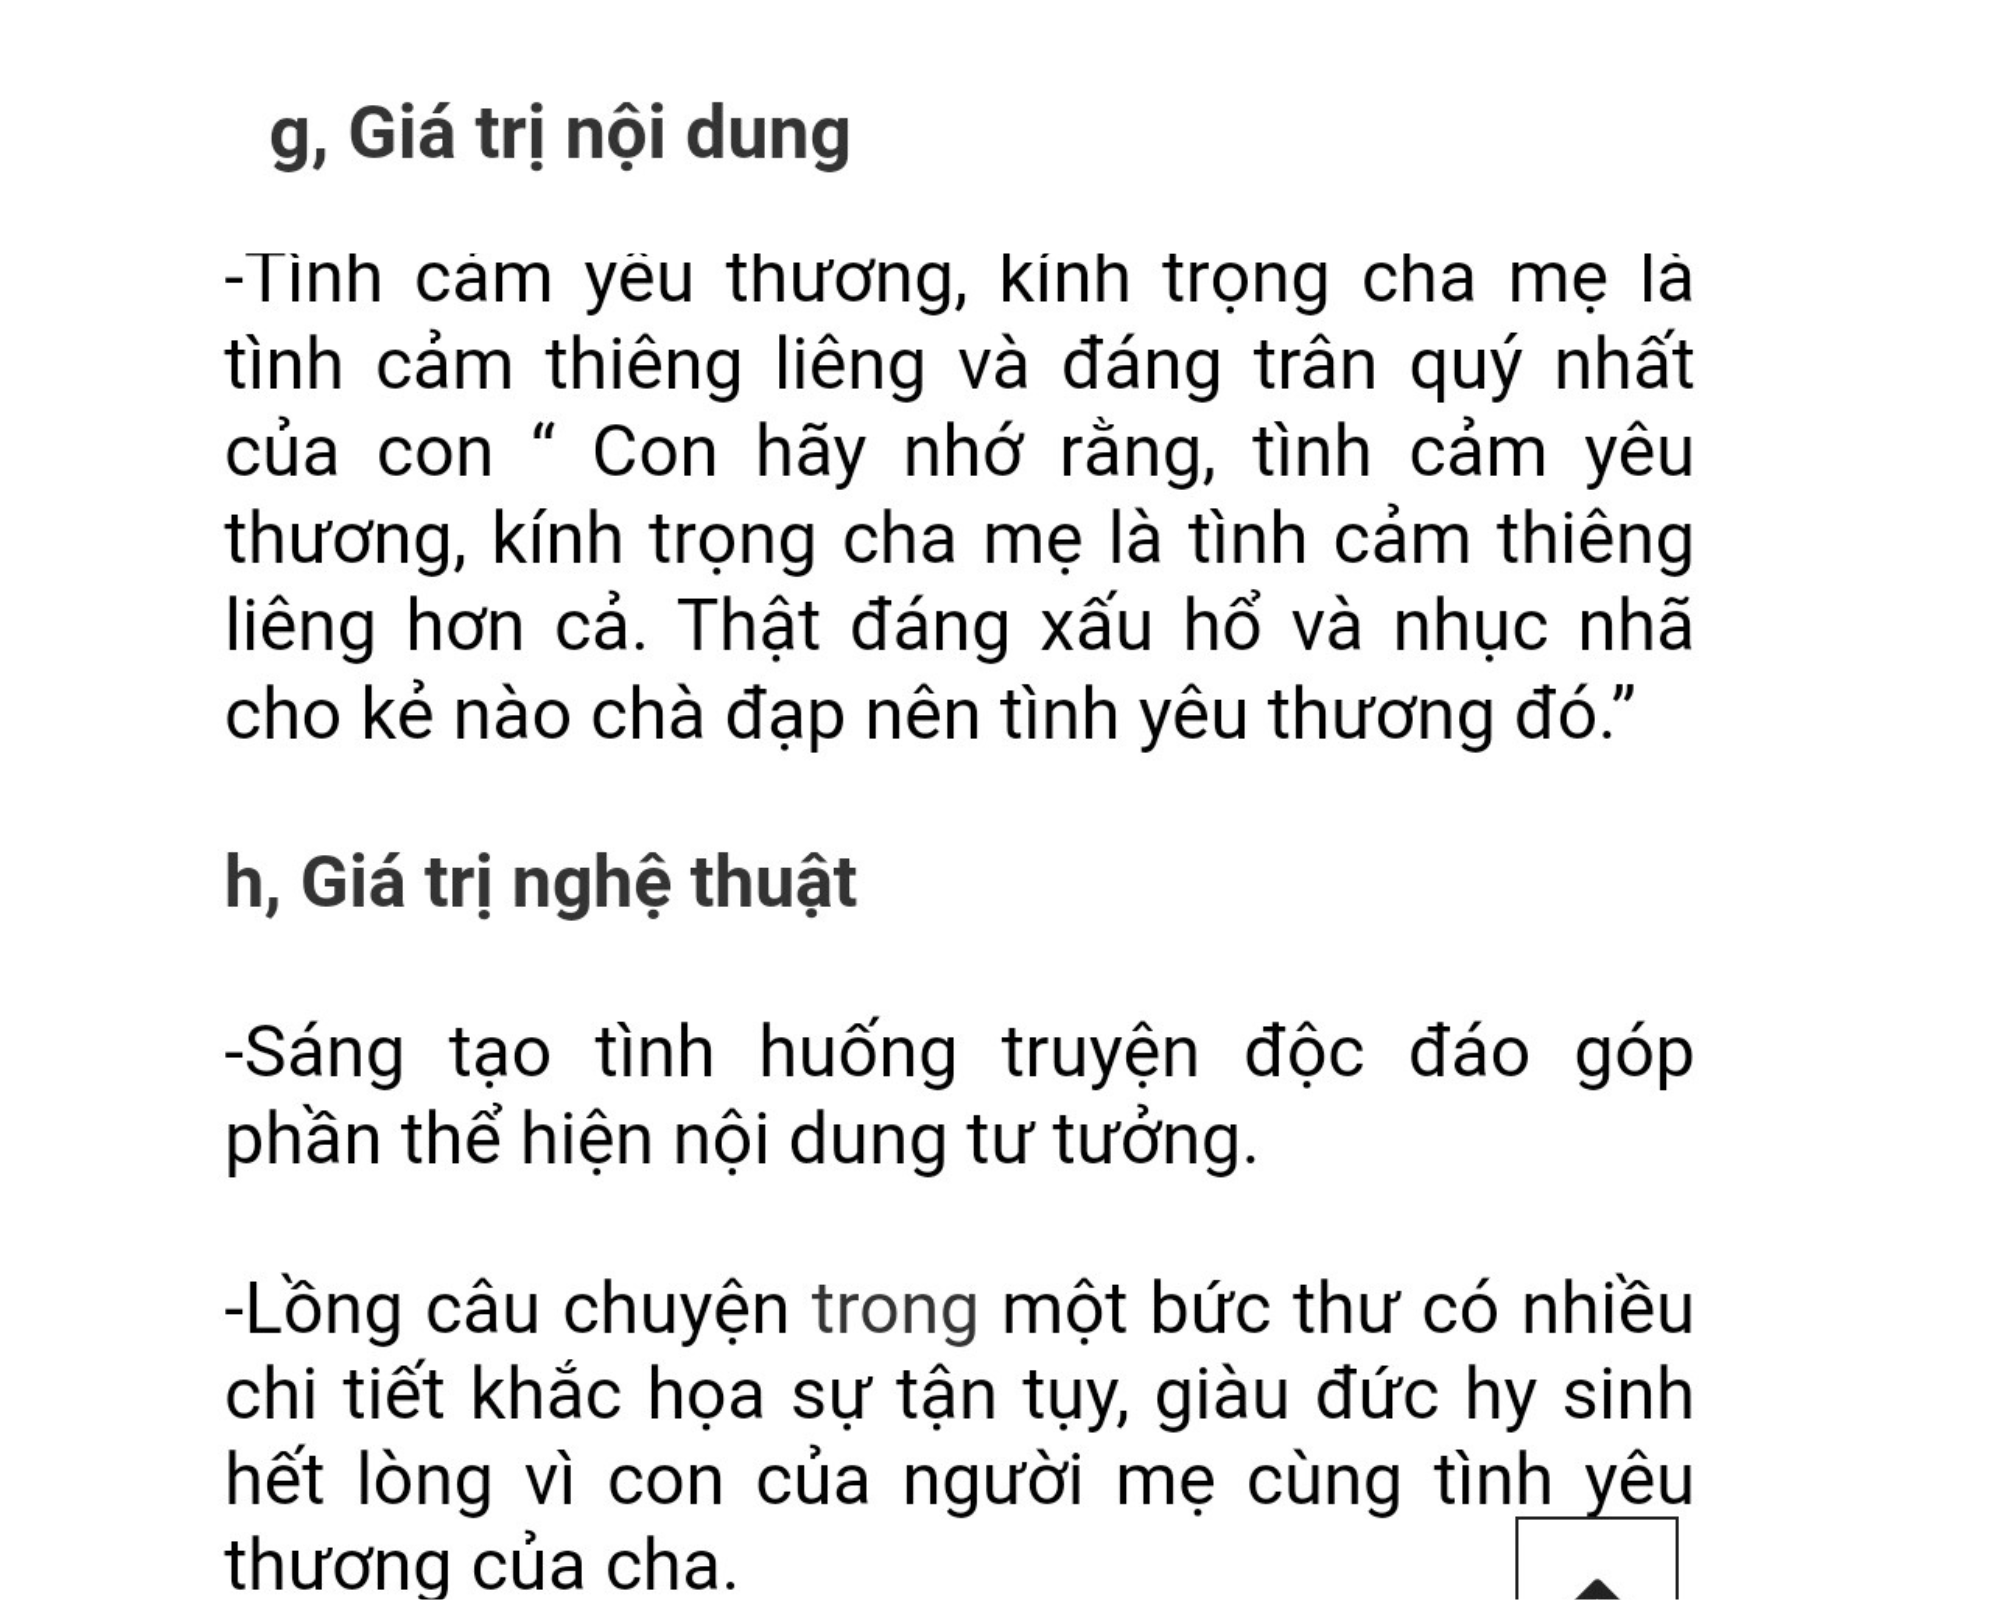 g, Giá trị nội dung
-Tình cảm yêu thương, kính trọng cha mẹ là
tình cảm thiêng liêng và đáng trân quý nhất
của con “ Con hãy nhớ rằng, tình cảm yêu
thương, kính trọng cha mẹ là tình cảm thiêng
liêng hơn cả. Thật đáng xấu hổ và nhục nhã
cho kẻ nào chà đạp nên tình yêu thương đó.”
h, Giá trị nghệ thuật
-Sáng tạo tình huống truyện độc đáo góp
phần thể hiện nội dung tư tưởng.
-Lồng câu chuyện trong một bức thư có nhiều
chi tiết khắc họa sự tận tụy, giàu đức hy sinh
hết lòng vì con của người mẹ cùng tình yêu
thương của cha.